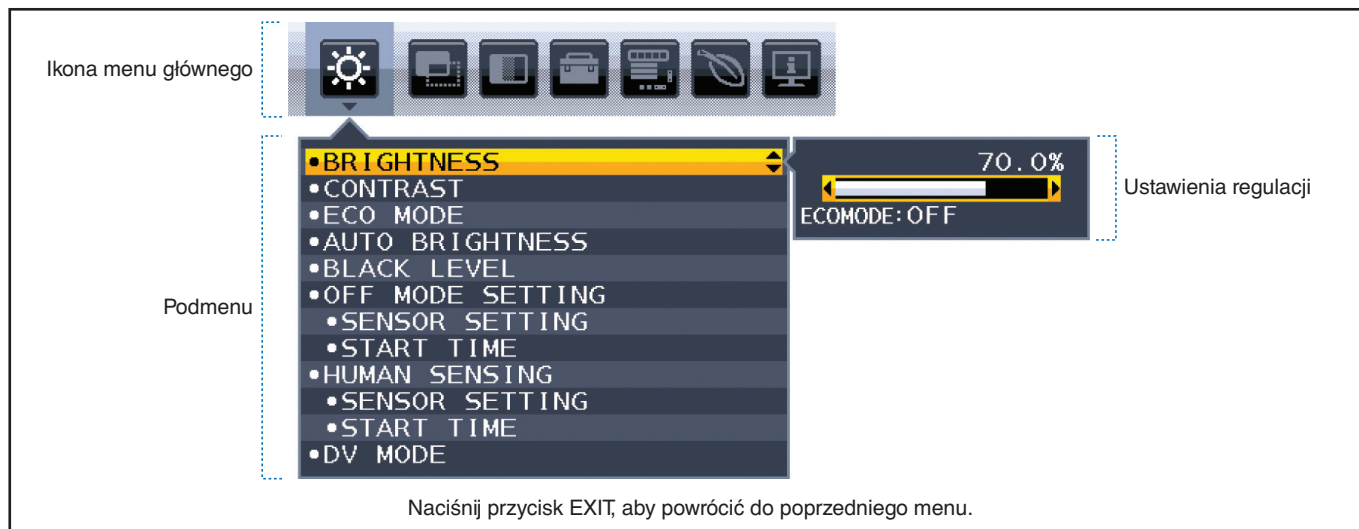 Ikona menu głównego
•BRIGHTNESS
•CONTRAST
•ECO MODE
•AUTO BRIGHTNESS
•BLACK LEVEL
•OFF MODE SETTING
•SENSOR SETTING
•START TIME
•HUMAN SENSING
•SENSOR SETTING
•START TIME
•DV MODE
70.0%
ECOMODE:OFF
Ustawienia regulacji
Podmenu
Naciśnij przycisk EXIT, aby powrócić do poprzedniego menu.